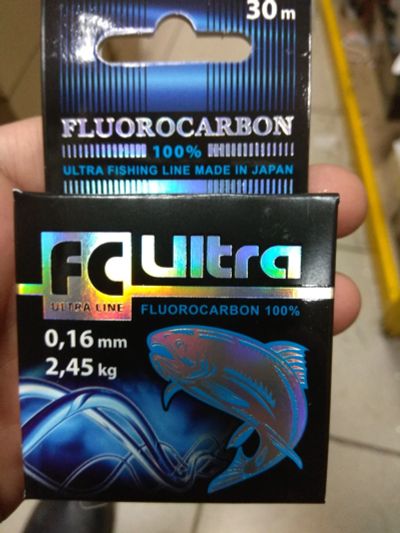 30 m
FLUOROCARBON
100%
ULTRA FISHING LINE MADE IN JAPAN
FC Ultra
ULTRA LINE
FLUOROCARBON 100%
0,16 mm
2,45 kg